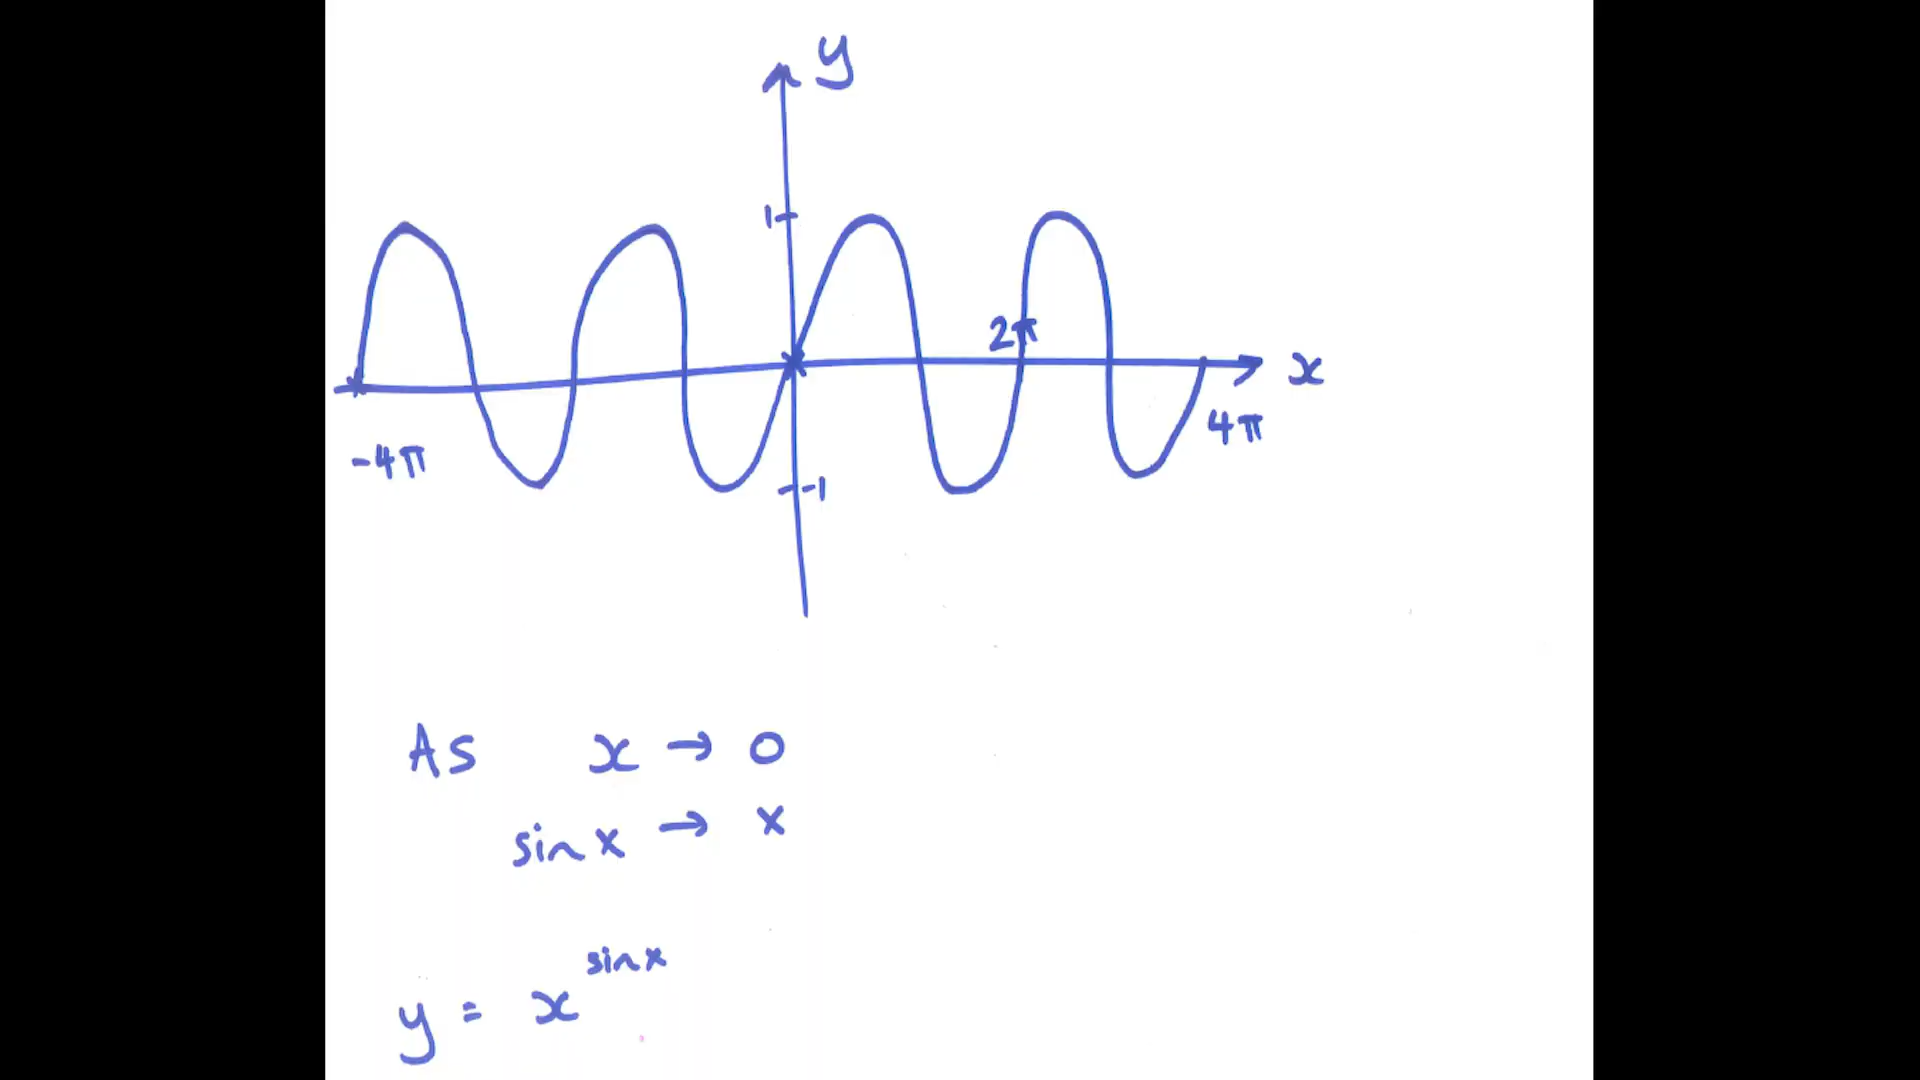 y
1
2π
x
4π
-4π
-1
As x → 0
sin x → x
y = x^sin x